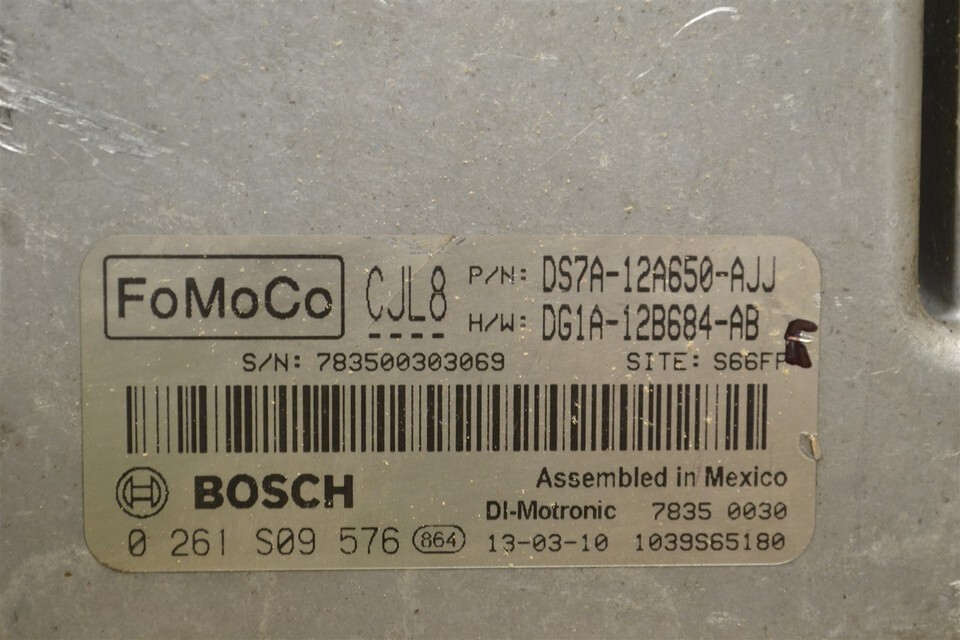 FoMoCo CJL8 P/N: DS7A-12A650-AJJ
H/W: DG1A-12B684-AB
S/N: 783500303069 SITE: S66FF
BOSCH Assembled in Mexico
DI-Motronic 7835 0030
0 261 S09 576 864 13-03-10 1039S65180